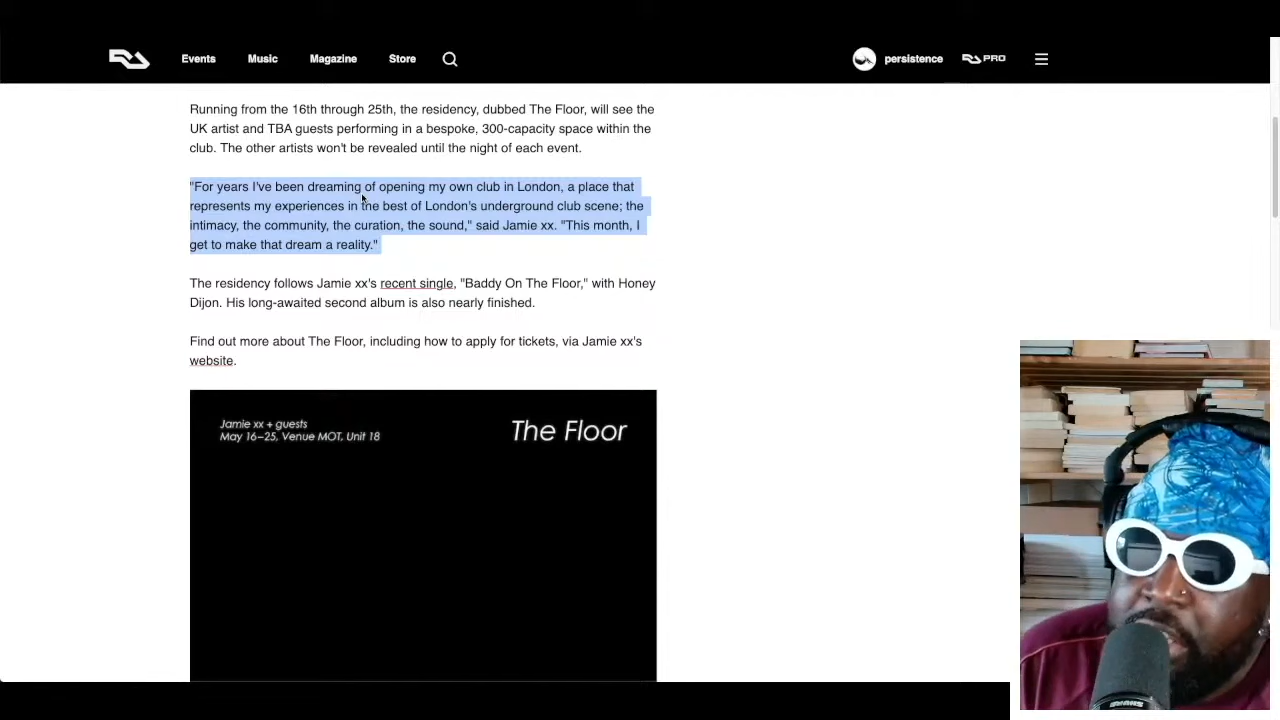 Events Music Magazine Store persistence PRO
Running from the 16th through 25th, the residency, dubbed The Floor, will see the
UK artist and TBA guests performing in a bespoke, 300-capacity space within the
club. The other artists won't be revealed until the night of each event.
"For years I've been dreaming of opening my own club in London, a place that
represents my experiences in the best of London's underground club scene; the
intimacy, the community, the curation, the sound," said Jamie xx. "This month, I
get to make that dream a reality."
The residency follows Jamie xx's recent single, "Baddy On The Floor," with Honey
Dijon. His long-awaited second album is also nearly finished.
Find out more about The Floor, including how to apply for tickets, via Jamie xx's
website.
Jamie xx + guests
May 16–25, Venue MOT, Unit 18
The Floor